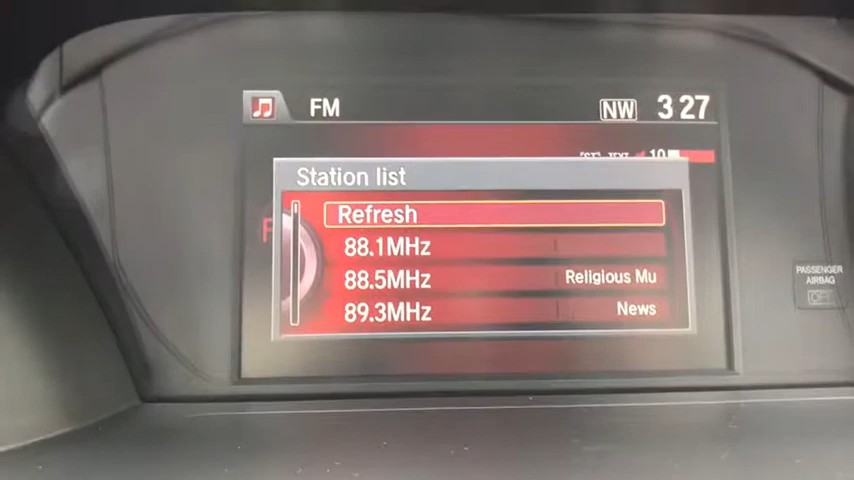 FM NW 3 27
Station list
Refresh
88.1MHz
88.5MHz Religious Mu
89.3MHz News
PASSENGER
AIRBAG
OFF